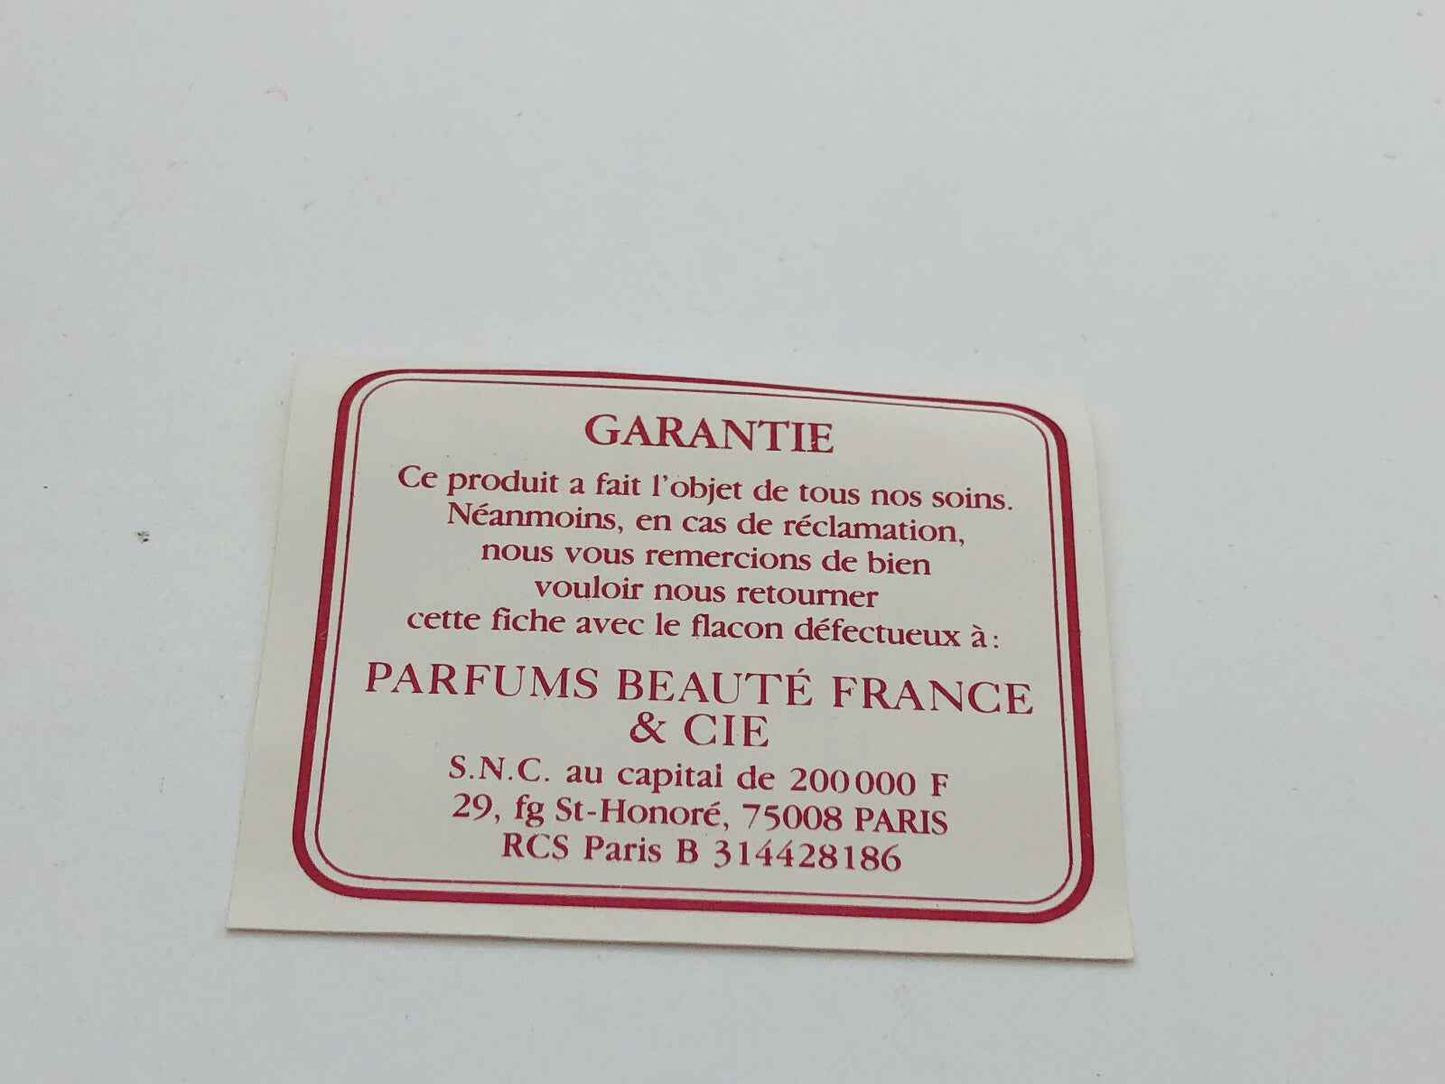 GARANTIE
Ce produit a fait l'objet de tous nos soins.
Néanmoins, en cas de réclamation,
nous vous remercions de bien
vouloir nous retourner
cette fiche avec le flacon défectueux à :
PARFUMS BEAUTÉ FRANCE
& CIE
S.N.C. au capital de 200000 F
29, fg St-Honoré, 75008 PARIS
RCS Paris B 314428186